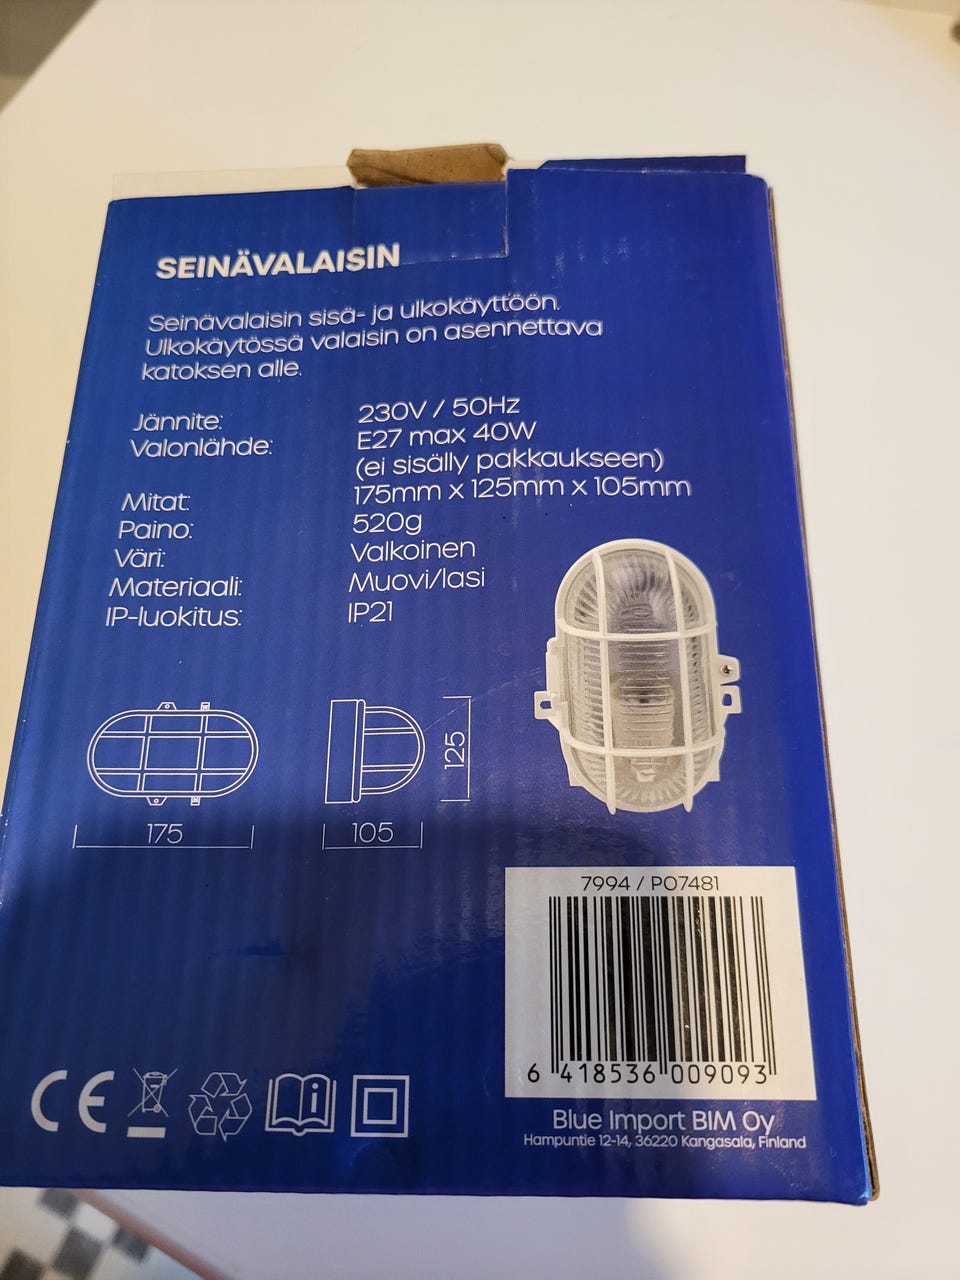 SEINÄVALAISIN
Seinävalaisin sisä- ja ulkokäyttöön.
Ulkokäytössä valaisin on asennettava
katoksen alle.
Jännite: 230V / 50Hz
Valonlähde: E27 max 40W
(ei sisälly pakkaukseen)
Mitat: 175mm x 125mm x 105mm
Paino: 520g
Väri: Valkoinen
Materiaali: Muovi/lasi
IP-luokitus: IP21
125
175
105
7994 / PO7481
6 418536 009093
CE
Blue Import BIM Oy
Hampuntie 12-14, 36220 Kangasala, Finland